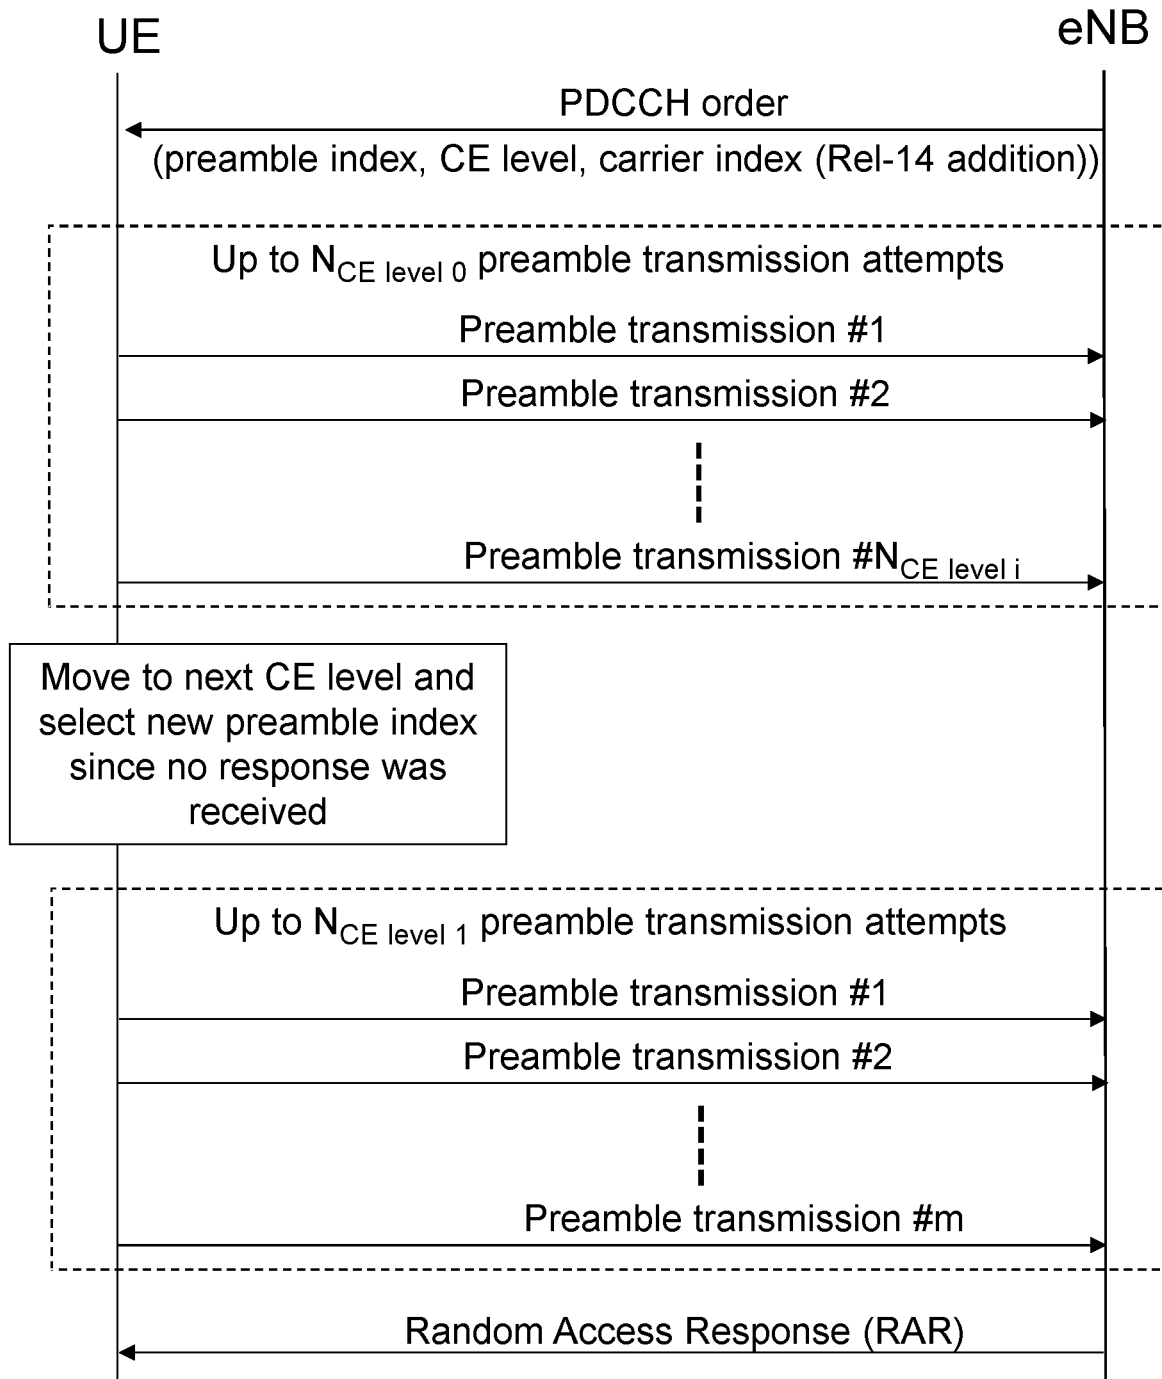 UE
eNB
PDCCH order
(preamble index, CE level, carrier index (Rel-14 addition))
Up to N_CE level 0 preamble transmission attempts
Preamble transmission #1
Preamble transmission #2
Preamble transmission #N_CE level i
Move to next CE level and
select new preamble index
since no response was
received
Up to N_CE level 1 preamble transmission attempts
Preamble transmission #1
Preamble transmission #2
Preamble transmission #m
Random Access Response (RAR)